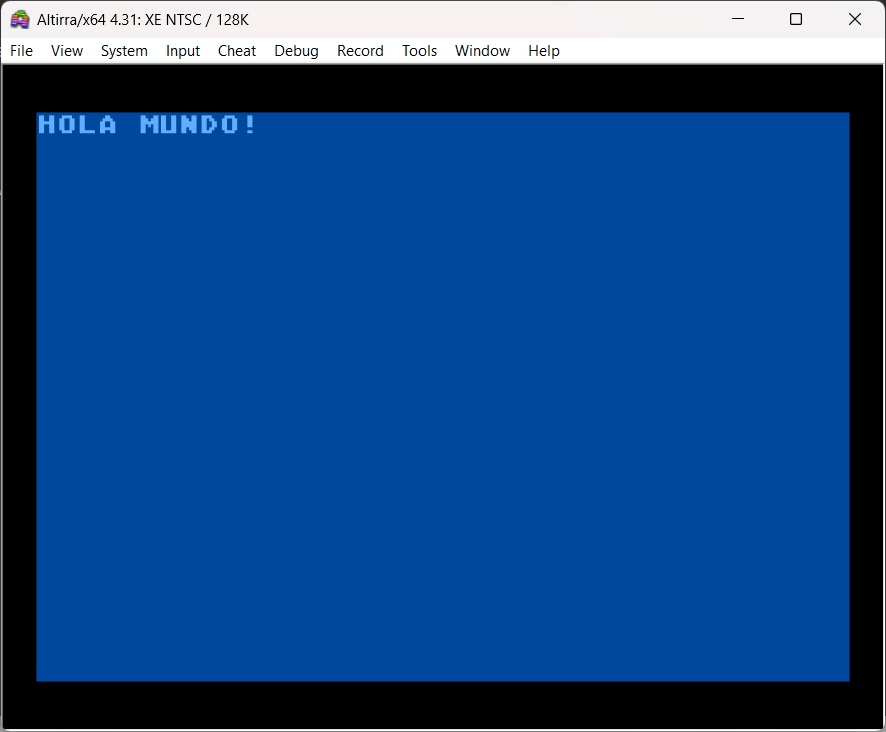 Altirra/x64 4.31: XE NTSC / 128K
File View System Input Cheat Debug Record Tools Window Help
HOLA MUNDO!